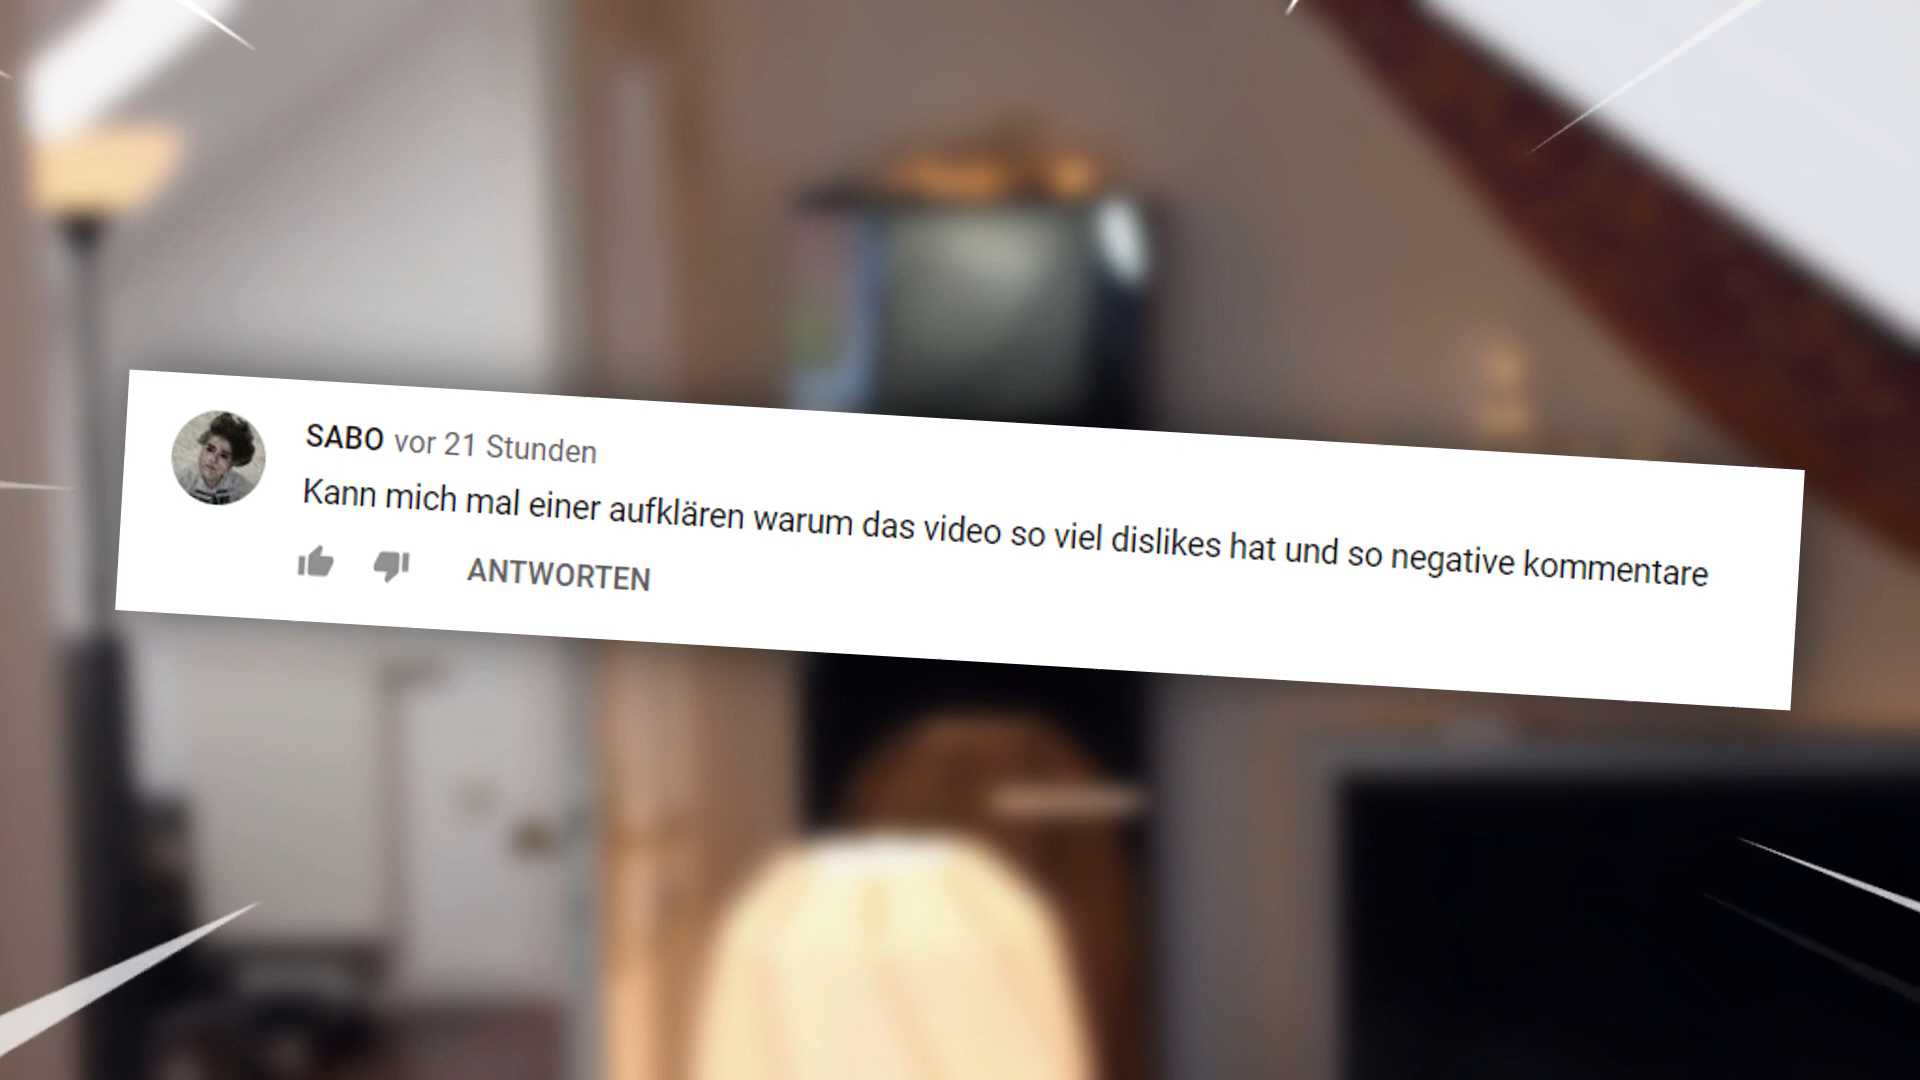 SABO vor 21 Stunden
Kann mich mal einer aufklären warum das video so viel dislikes hat und so negative kommentare
ANTWORTEN